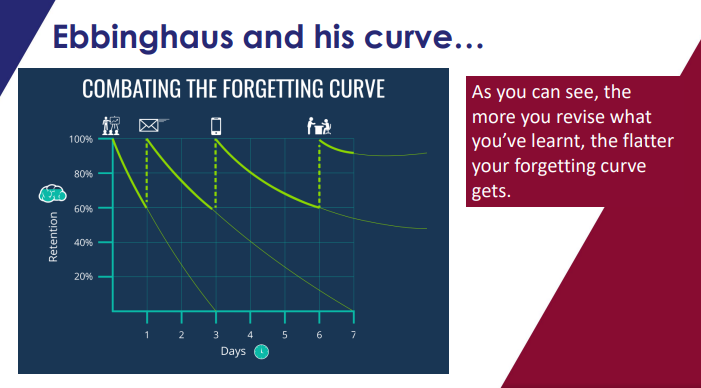 Ebbinghaus and his curve…
COMBATING THE FORGETTING CURVE
100%
80%
60%
40%
20%
Retention
1 2 3 4 5 6 7
Days
As you can see, the
more you revise what
you’ve learnt, the flatter
your forgetting curve
gets.